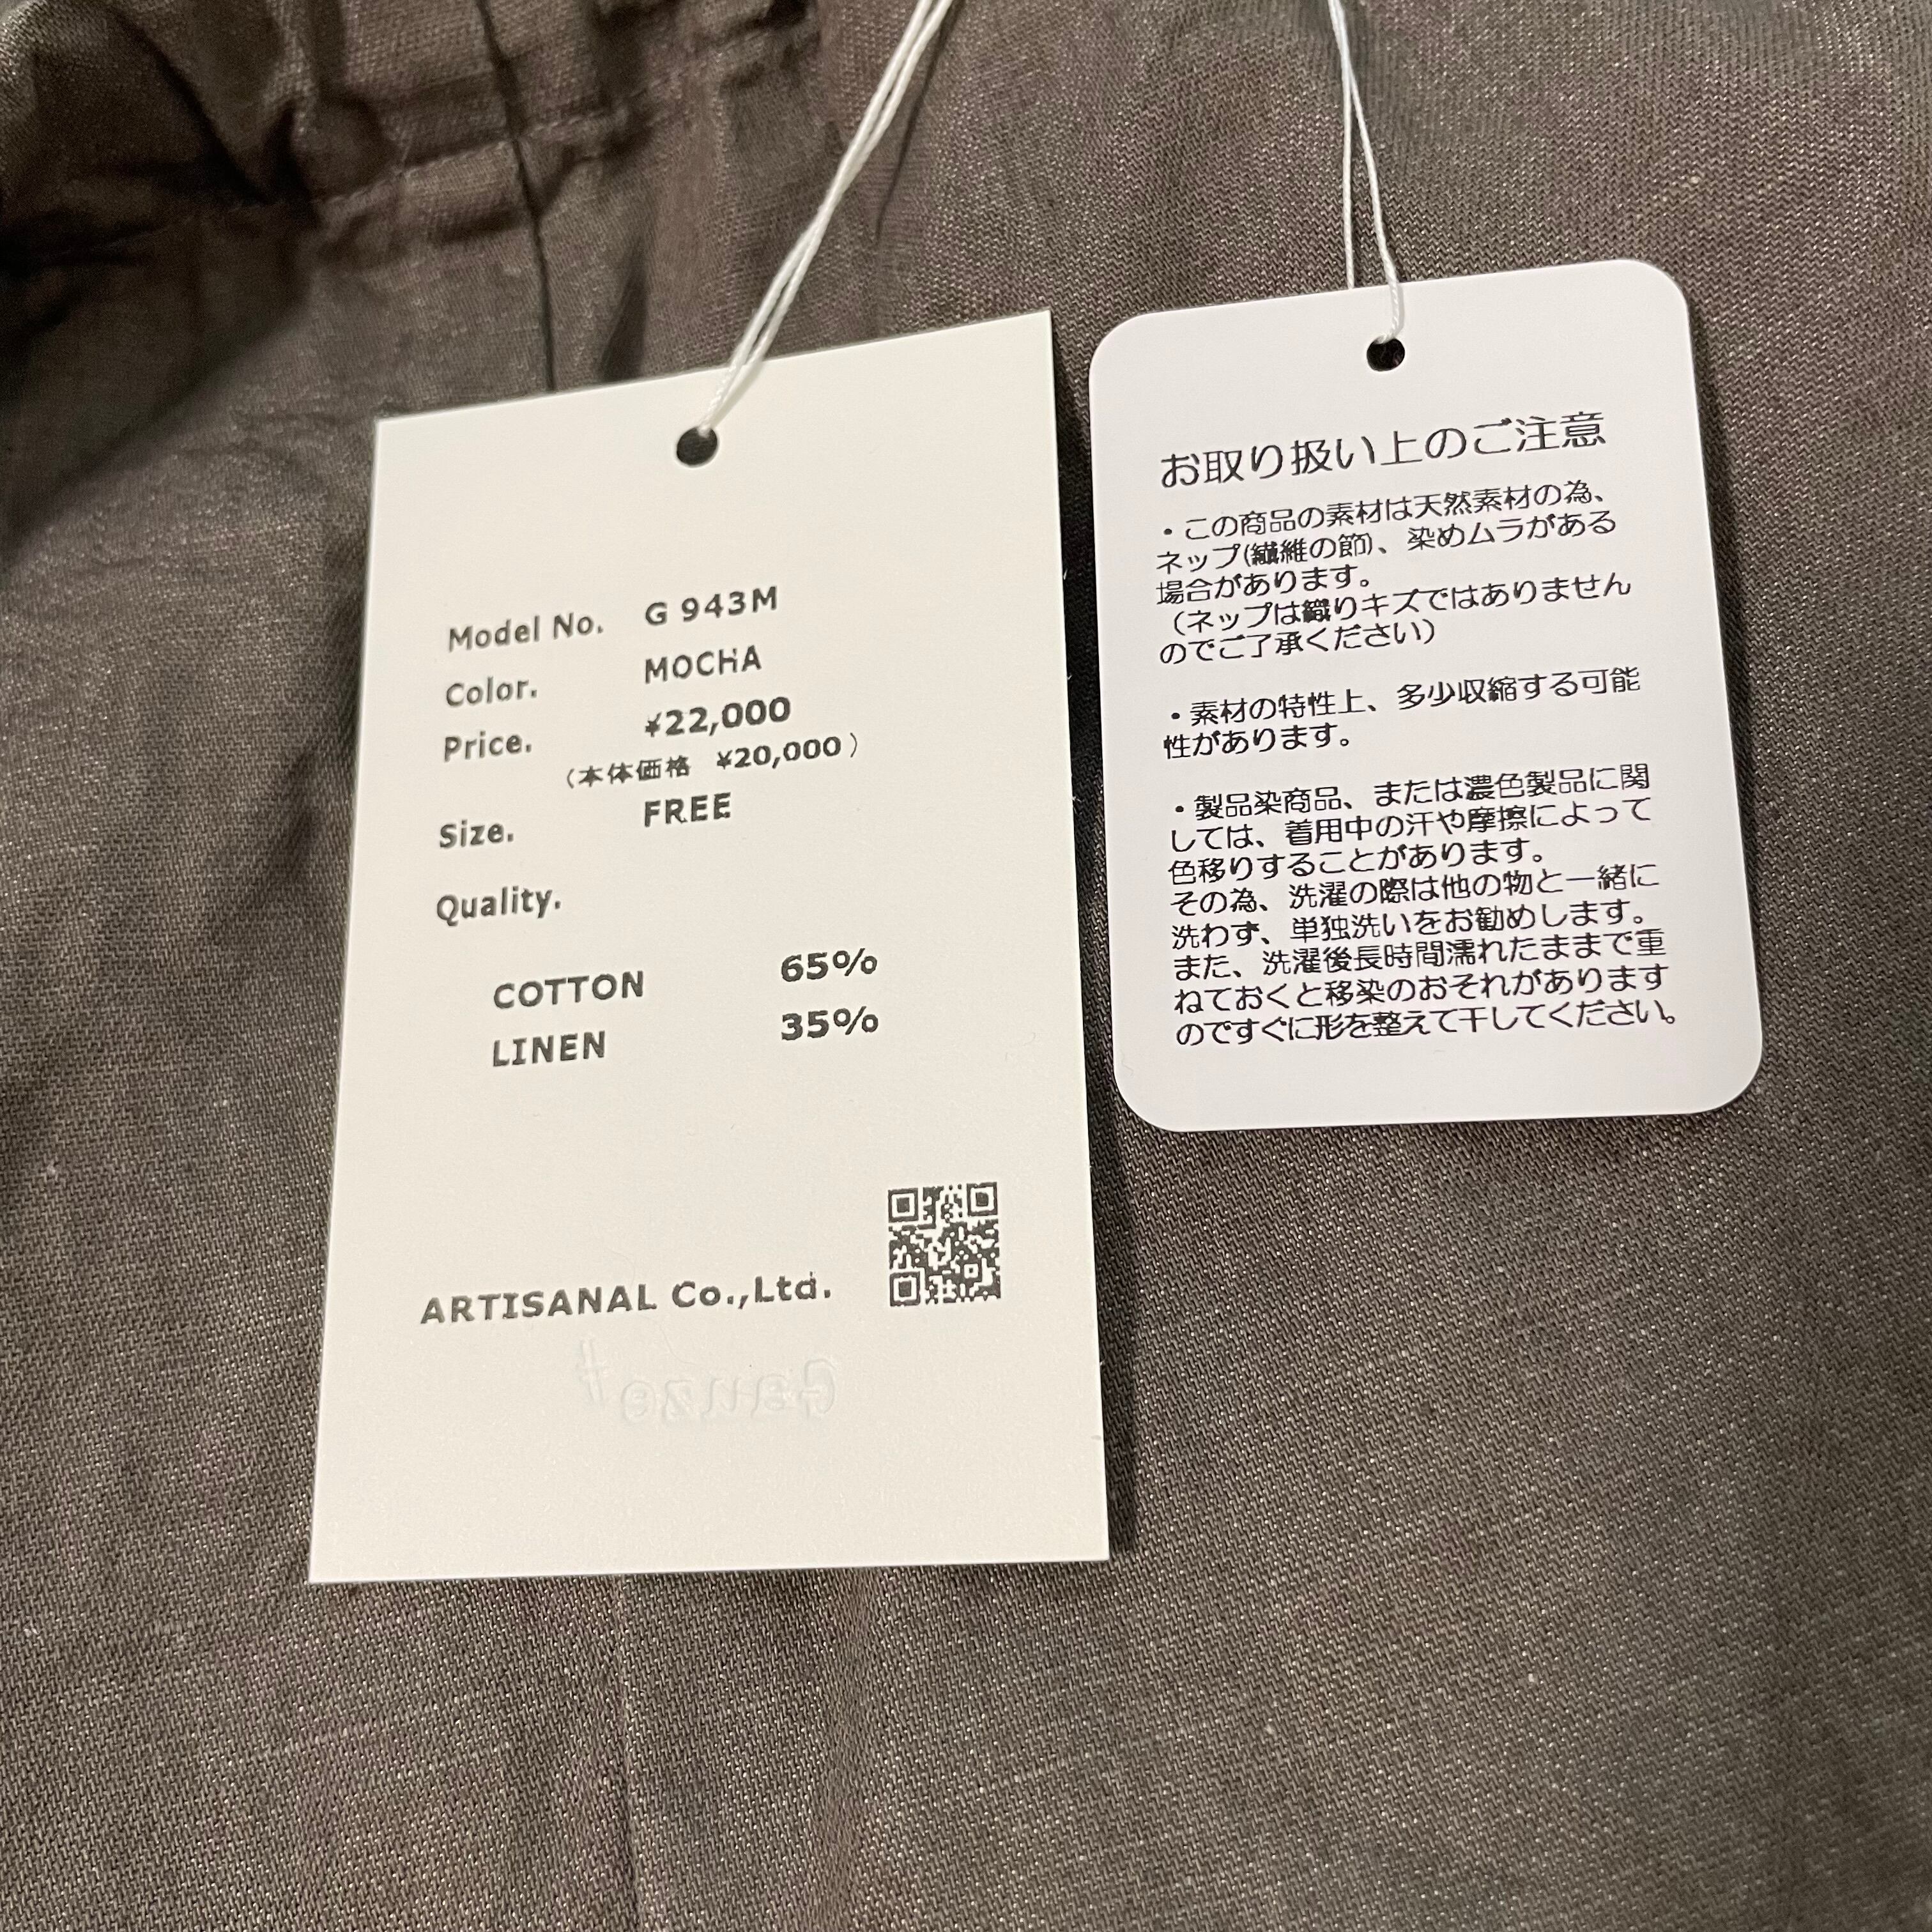 Model No. G 943M
Color. MOCHA
Price. ¥22,000
(本体価格 ¥20,000)
Size. FREE
Quality.
COTTON 65%
LINEN 35%
ARTISANAL Co.,Ltd.
Gauze#
お取り扱い上のご注意
・この商品の素材は天然素材の為、
ネップ(繊維の節)、染めムラがある
場合があります。
(ネップは織りキズではありません
のでご了承ください)
・素材の特性上、多少収縮する可能
性があります。
・製品染商品、または濃色製品に関
しては、着用中の汗や摩擦によって
色移りすることがあります。
その為、洗濯の際は他の物と一緒に
洗わず、単独洗いをお勧めします。
また、洗濯後長時間濡れたままで重
ねておくと移染のおそれがあります
のですぐに形を整えて干してください。